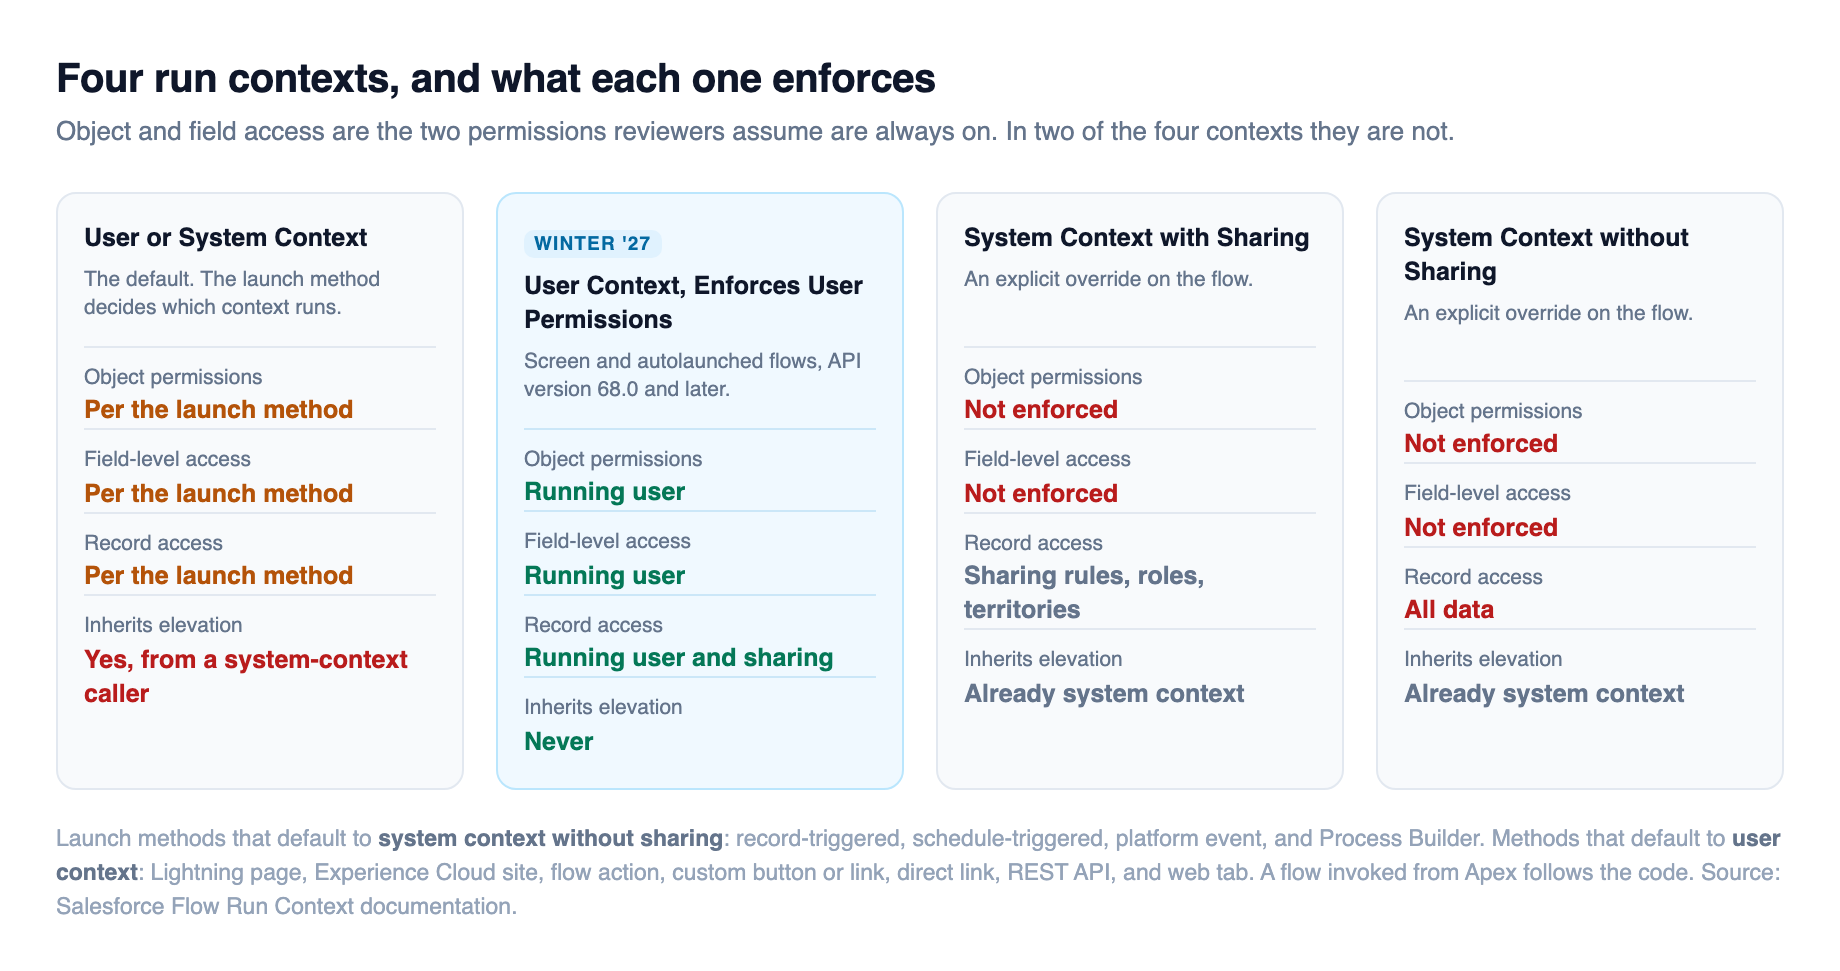 Four run contexts, and what each one enforces
Object and field access are the two permissions reviewers assume are always on. In two of the four contexts they are not.
User or System Context
The default. The launch method
decides which context runs.
Object permissions
Per the launch method
Field-level access
Per the launch method
Record access
Per the launch method
Inherits elevation
Yes, from a system-context
caller
WINTER '27
User Context, Enforces User
Permissions
Screen and autolaunched flows, API
version 68.0 and later.
Object permissions
Running user
Field-level access
Running user
Record access
Running user and sharing
Inherits elevation
Never
System Context with Sharing
An explicit override on the flow.
Object permissions
Not enforced
Field-level access
Not enforced
Record access
Sharing rules, roles,
territories
Inherits elevation
Already system context
System Context without
Sharing
An explicit override on the flow.
Object permissions
Not enforced
Field-level access
Not enforced
Record access
All data
Inherits elevation
Already system context
Launch methods that default to system context without sharing: record-triggered, schedule-triggered, platform event, and Process Builder. Methods that default to user
context: Lightning page, Experience Cloud site, flow action, custom button or link, direct link, REST API, and web tab. A flow invoked from Apex follows the code. Source:
Salesforce Flow Run Context documentation.